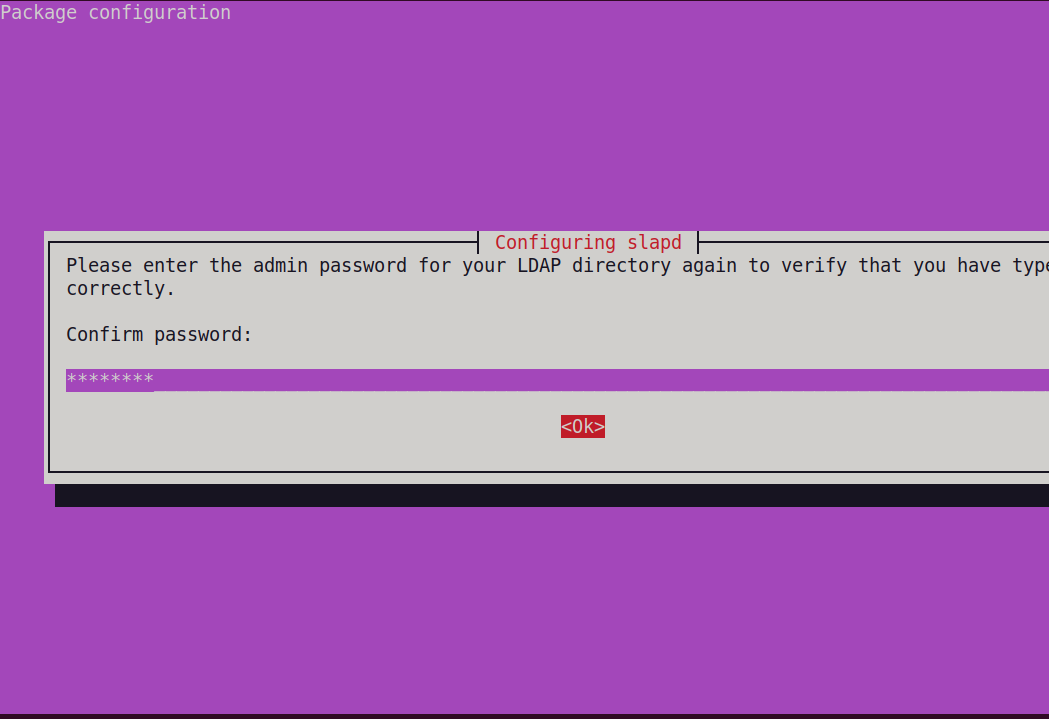 Package configuration
Configuring slapd
Please enter the admin password for your LDAP directory again to verify that you have type
correctly.
Confirm password:
********
<Ok>